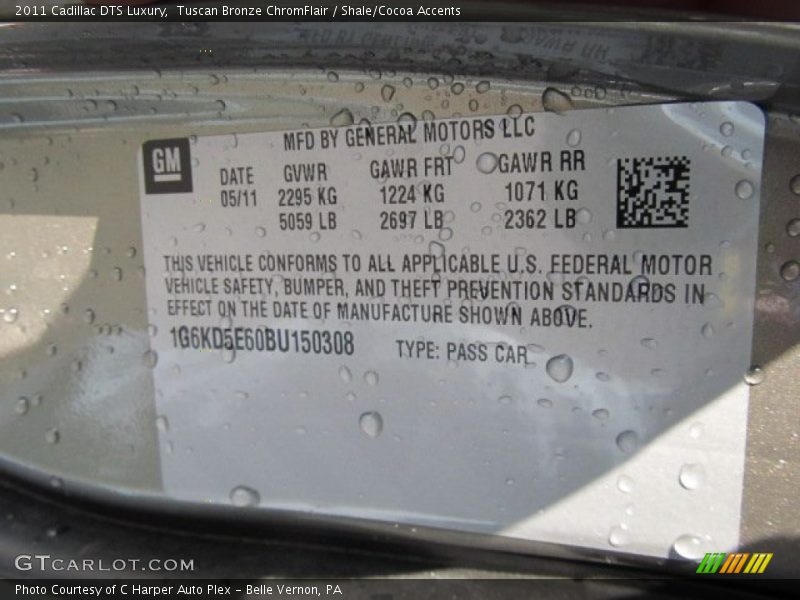 2011 Cadillac DTS Luxury,  Tuscan Bronze ChromFlair / Shale/Cocoa Accents
MFD BY GENERAL MOTORS LLC
GM
DATE GVWR GAWR FRT GAWR RR
05/11 2295 KG 1224 KG 1071 KG
5059 LB 2697 LB 2362 LB
THIS VEHICLE CONFORMS TO ALL APPLICABLE U.S. FEDERAL MOTOR
VEHICLE SAFETY, BUMPER, AND THEFT PREVENTION STANDARDS IN
EFFECT ON THE DATE OF MANUFACTURE SHOWN ABOVE.
1G6KD5E60BU150308 TYPE: PASS CAR
GTCARLOT.COM
Photo Courtesy of C Harper Auto Plex - Belle Vernon, PA